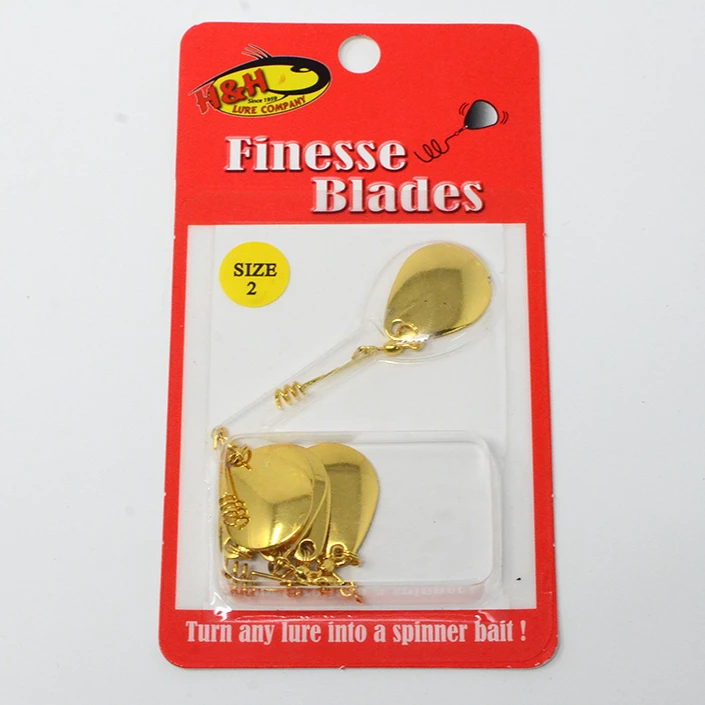 H&H
Since 1959
LURE COMPANY
Finesse
Blades
SIZE
2
Turn any lure into a spinner bait !